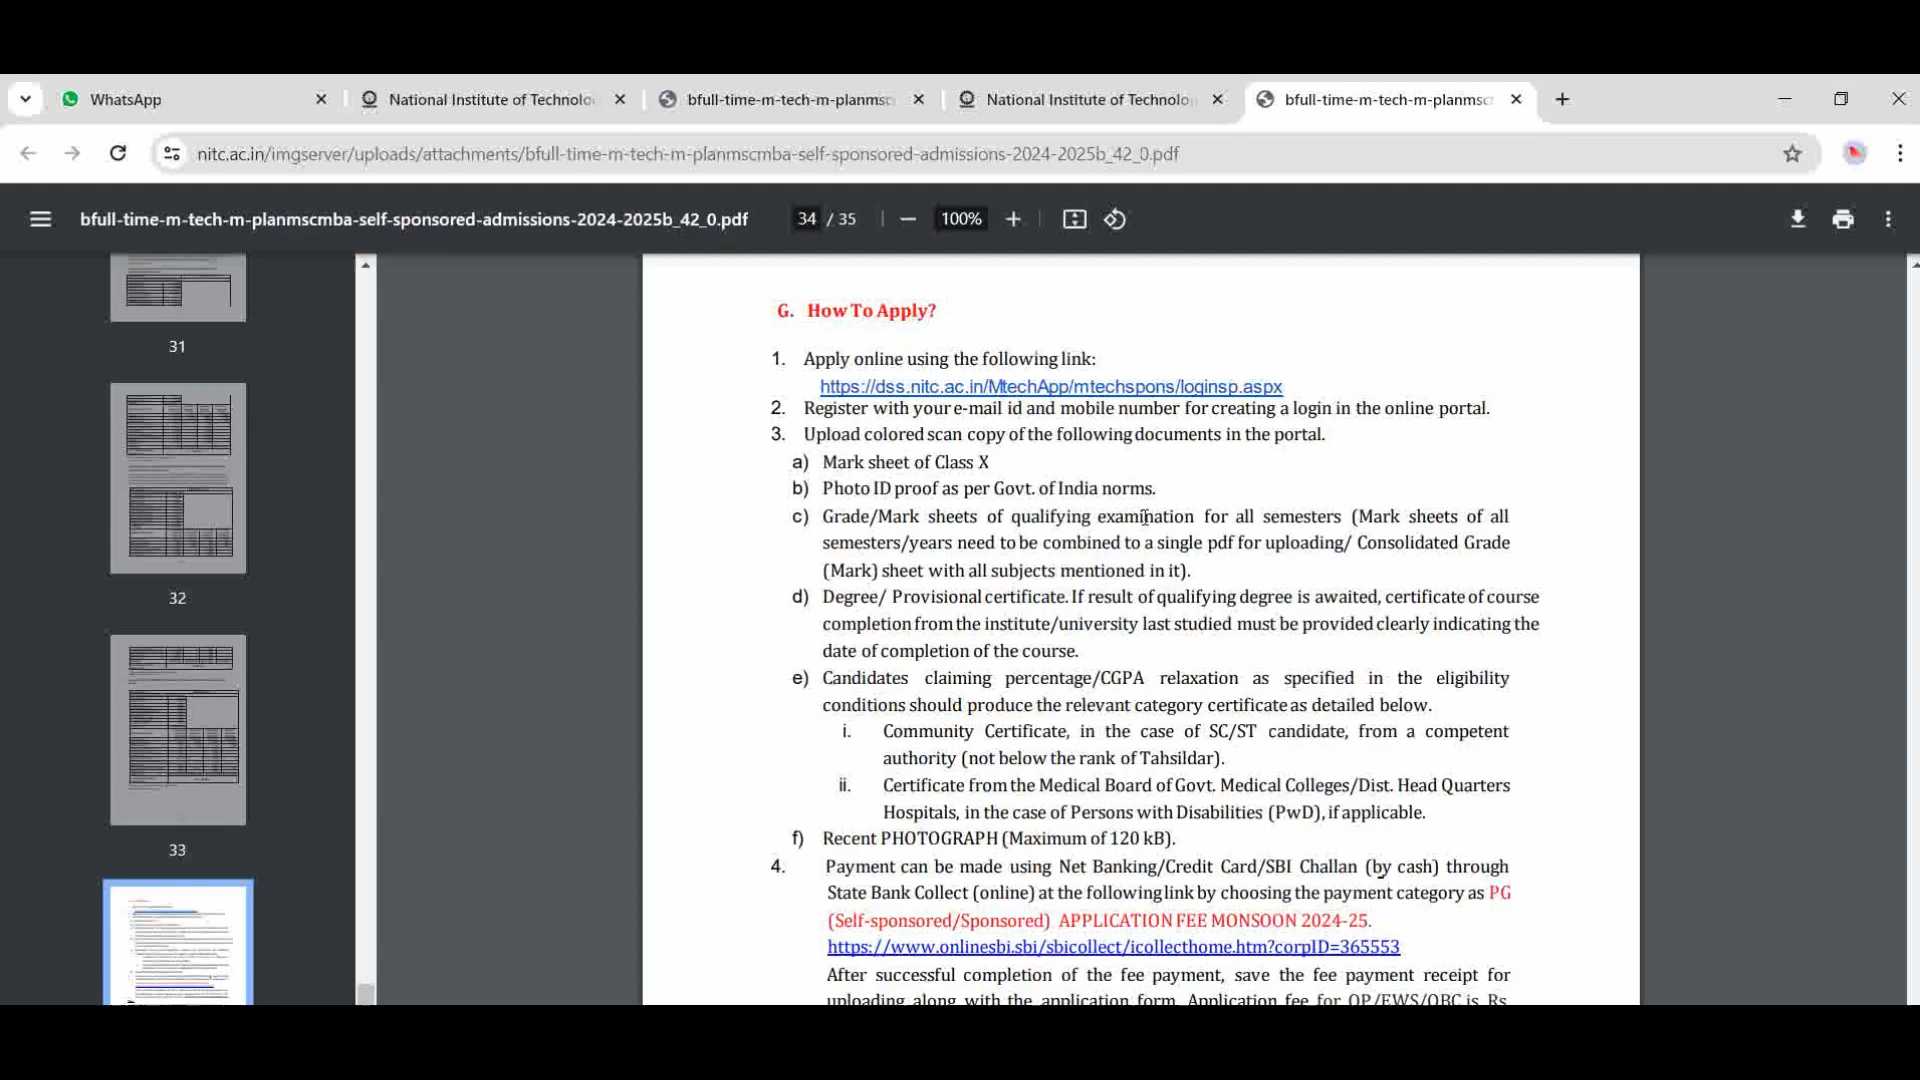 WhatsApp
National Institute of Technolo
bfull-time-m-tech-m-planmsc
National Institute of Technolo
bfull-time-m-tech-m-planmsc
nitc.ac.in/imgserver/uploads/attachments/bfull-time-m-tech-m-planmscmba-self-sponsored-admissions-2024-2025b_42_0.pdf
bfull-time-m-tech-m-planmscmba-self-sponsored-admissions-2024-2025b_42_0.pdf
34 / 35
100%
31
32
33
G. How To Apply?
1. Apply online using the following link:
https://dss.nitc.ac.in/MtechApp/mtechspons/loginsp.aspx
2. Register with your e-mail id and mobile number for creating a login in the online portal.
3. Upload colored scan copy of the following documents in the portal.
a) Mark sheet of Class X
b) Photo ID proof as per Govt. of India norms.
c) Grade/Mark sheets of qualifying examination for all semesters (Mark sheets of all
semesters/years need to be combined to a single pdf for uploading/ Consolidated Grade
(Mark) sheet with all subjects mentioned in it).
d) Degree/ Provisional certificate. If result of qualifying degree is awaited, certificate of course
completion from the institute/university last studied must be provided clearly indicating the
date of completion of the course.
e) Candidates claiming percentage/CGPA relaxation as specified in the eligibility
conditions should produce the relevant category certificate as detailed below.
i. Community Certificate, in the case of SC/ST candidate, from a competent
authority (not below the rank of Tahsildar).
ii. Certificate from the Medical Board of Govt. Medical Colleges/Dist. Head Quarters
Hospitals, in the case of Persons with Disabilities (PwD), if applicable.
f) Recent PHOTOGRAPH (Maximum of 120 kB).
4. Payment can be made using Net Banking/Credit Card/SBI Challan (by cash) through
State Bank Collect (online) at the following link by choosing the payment category as PG
(Self-sponsored/Sponsored) APPLICATION FEE MONSOON 2024-25.
https://www.onlinesbi.sbi/sbicollect/icollecthome.htm?corpID=365553
After successful completion of the fee payment, save the fee payment receipt for
uploading along with the application form. Application fee for OP/EWS/OBC is Rs.